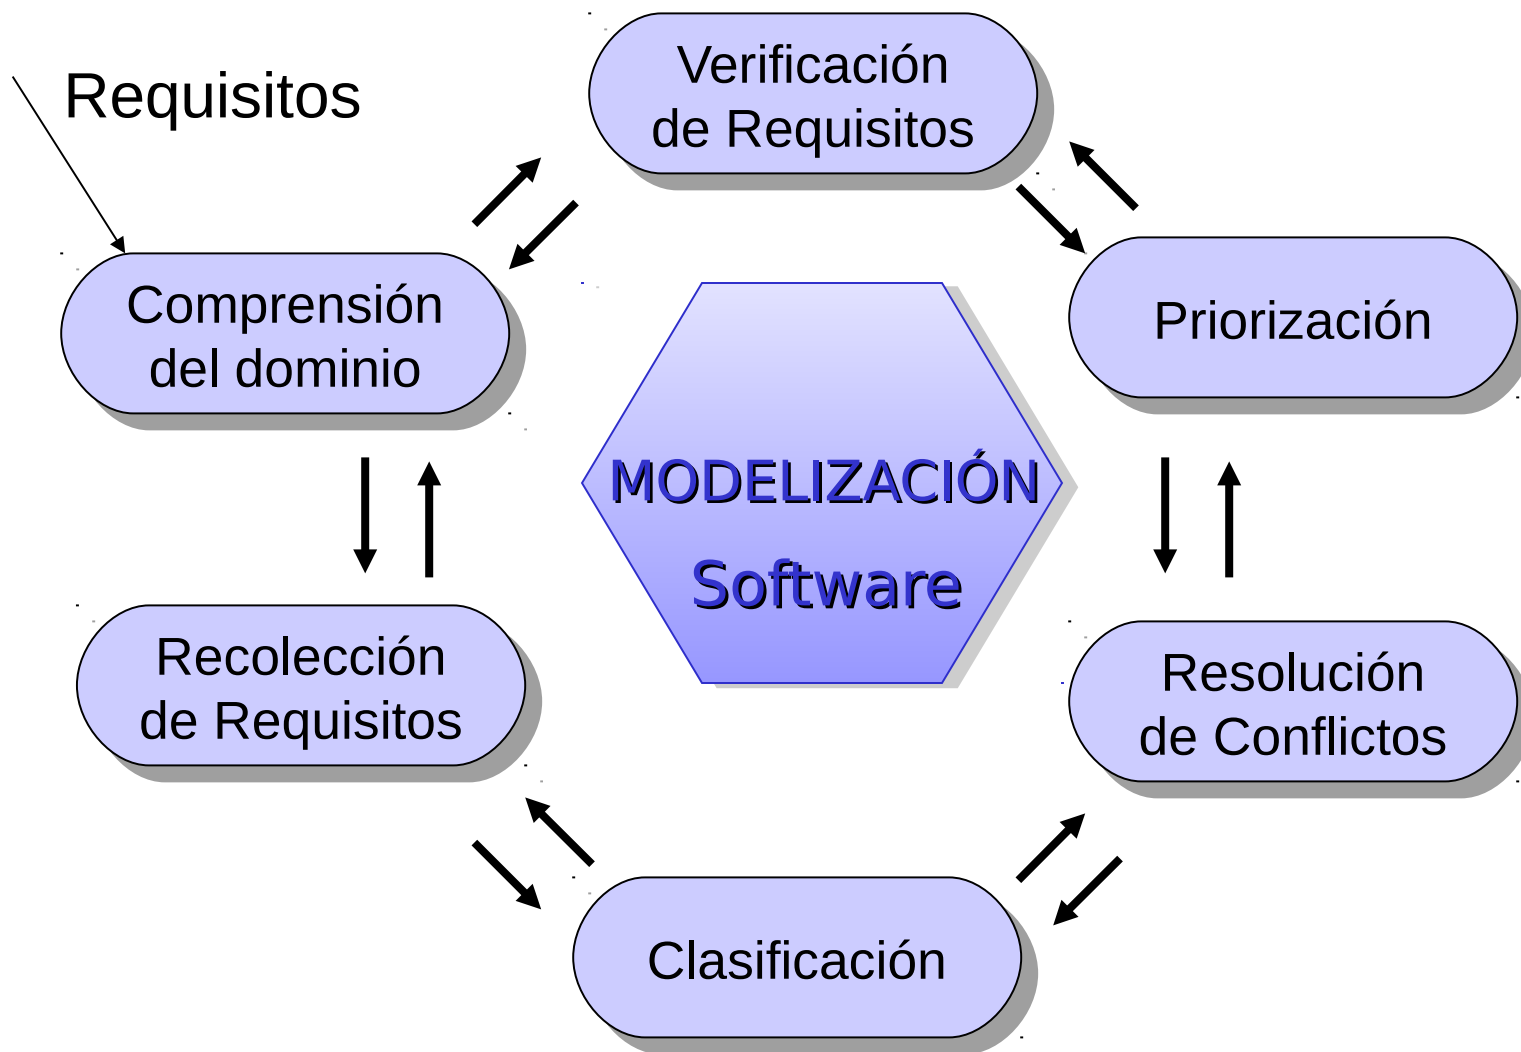 Requisitos
Verificación
de Requisitos
Comprensión
del dominio
Priorización
MODELIZACIÓN
Software
Recolección
de Requisitos
Resolución
de Conflictos
Clasificación